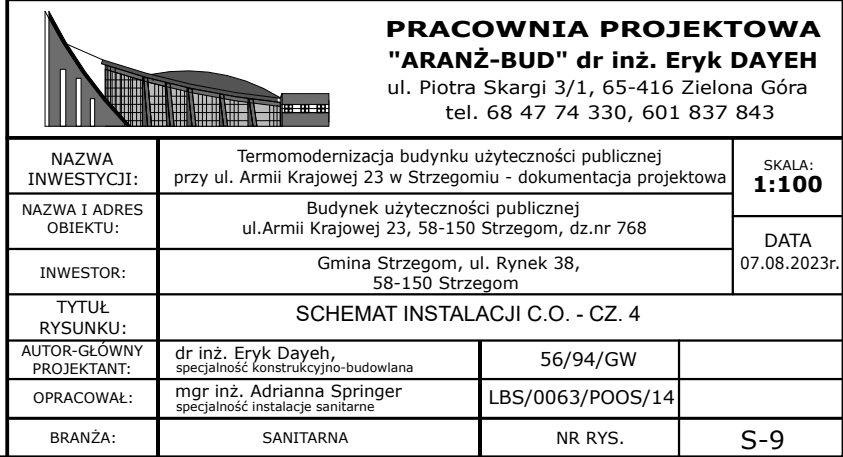 PRACOWNIA PROJEKTOWA
"ARANŻ-BUD" dr inż. Eryk DAYEH
ul. Piotra Skargi 3/1, 65-416 Zielona Góra
tel. 68 47 74 330, 601 837 843
NAZWA
INWESTYCJI:
Termomodernizacja budynku użyteczności publicznej
przy ul. Armii Krajowej 23 w Strzegomiu - dokumentacja projektowa
SKALA:
1:100
NAZWA I ADRES
OBIEKTU:
Budynek użyteczności publicznej
ul.Armii Krajowej 23, 58-150 Strzegom, dz.nr 768
DATA
07.08.2023r.
INWESTOR:
Gmina Strzegom, ul. Rynek 38,
58-150 Strzegom
TYTUŁ
RYSUNKU:
SCHEMAT INSTALACJI C.O. - CZ. 4
AUTOR-GŁÓWNY
PROJEKTANT:
dr inż. Eryk Dayeh,
specjalność konstrukcyjno-budowlana
56/94/GW
OPRACOWAŁ:
mgr inż. Adrianna Springer
specjalność instalacje sanitarne
LBS/0063/POOS/14
BRANŻA:
SANITARNA
NR RYS.
S-9